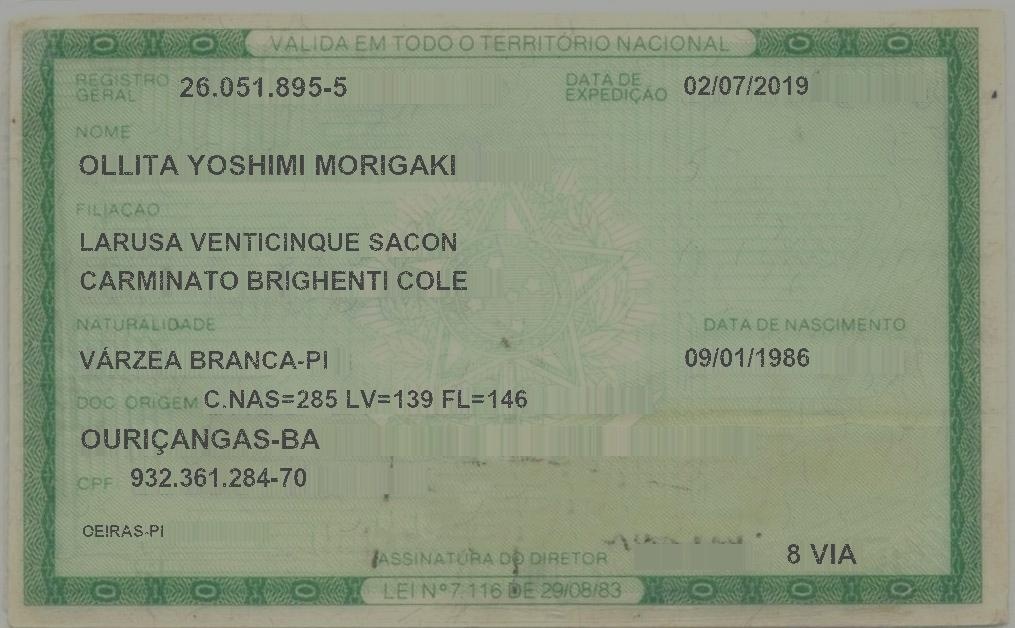 VALIDA EM TODO O TERRITÓRIO NACIONAL
REGISTRO GERAL 26.051.895-5 DATA DE EXPEDIÇÃO 02/07/2019
NOME
OLLITA YOSHIMI MORIGAKI
FILIAÇÃO
LARUSA VENTICINQUE SACON
CARMINATO BRIGHENTI COLE
NATURALIDADE DATA DE NASCIMENTO
VÁRZEA BRANCA-PI 09/01/1986
DOC ORIGEM C.NAS=285 LV=139 FL=146
OURIÇANGAS-BA
CPF 932.361.284-70
OEIRAS-PI
ASSINATURA DO DIRETOR 8 VIA
LEI Nº 7.116 DE 29/08/83